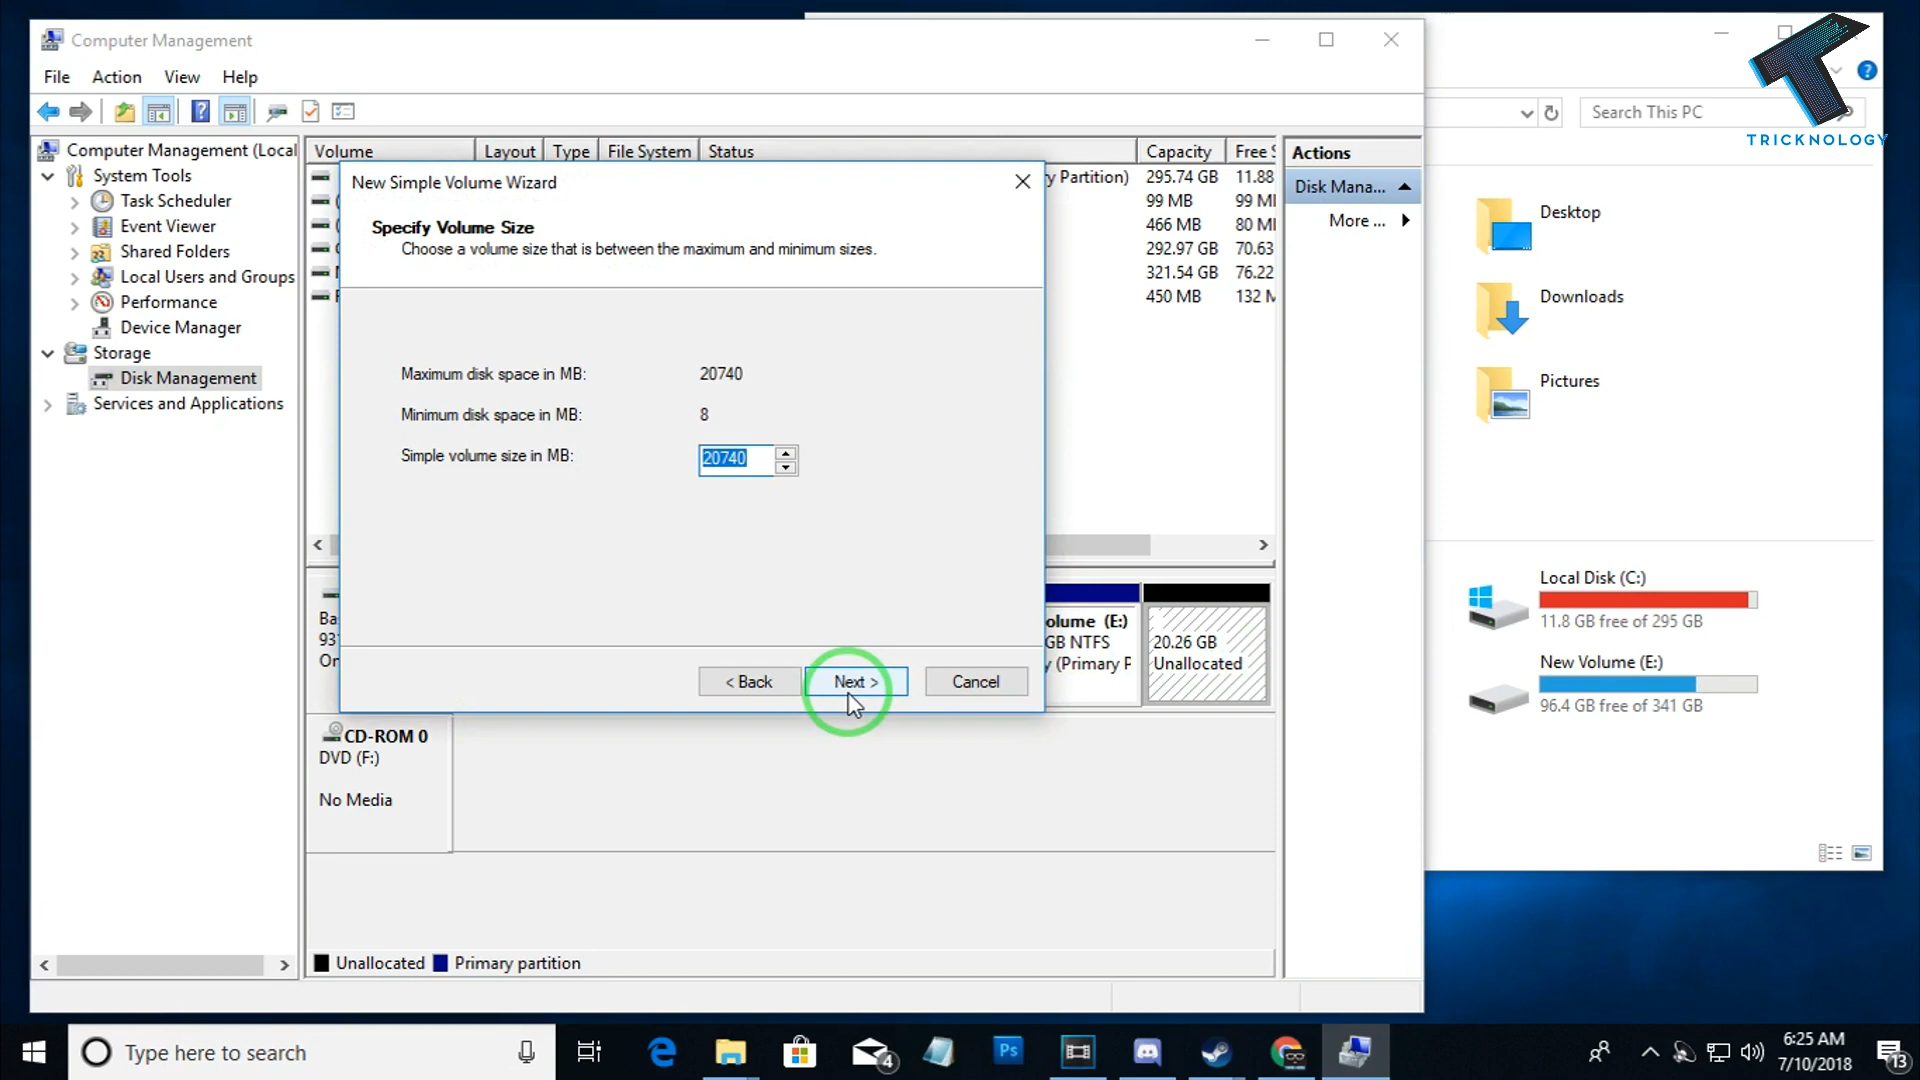 Computer Management
File Action View Help
Computer Management (Local
System Tools
Task Scheduler
Event Viewer
Shared Folders
Local Users and Groups
Performance
Device Manager
Storage
Disk Management
Services and Applications
Volume Layout Type File System Status Capacity Free S
y Partition) 295.74 GB 11.88
99 MB 99 MI
466 MB 80 MI
292.97 GB 70.63
321.54 GB 76.22
450 MB 132 M
New Simple Volume Wizard
Specify Volume Size
Choose a volume size that is between the maximum and minimum sizes.
Maximum disk space in MB: 20740
Minimum disk space in MB: 8
Simple volume size in MB: 20740
< Back Next > Cancel
Ba
931
On
olume (E:)
GB NTFS
y (Primary P
20.26 GB
Unallocated
CD-ROM 0
DVD (F:)
No Media
Unallocated Primary partition
Actions
Disk Mana...
More ...
Search This PC
TRICKNOLOGY
Desktop
Downloads
Pictures
Local Disk (C:)
11.8 GB free of 295 GB
New Volume (E:)
96.4 GB free of 341 GB
Type here to search
4
Ps
6:25 AM
7/10/2018
13